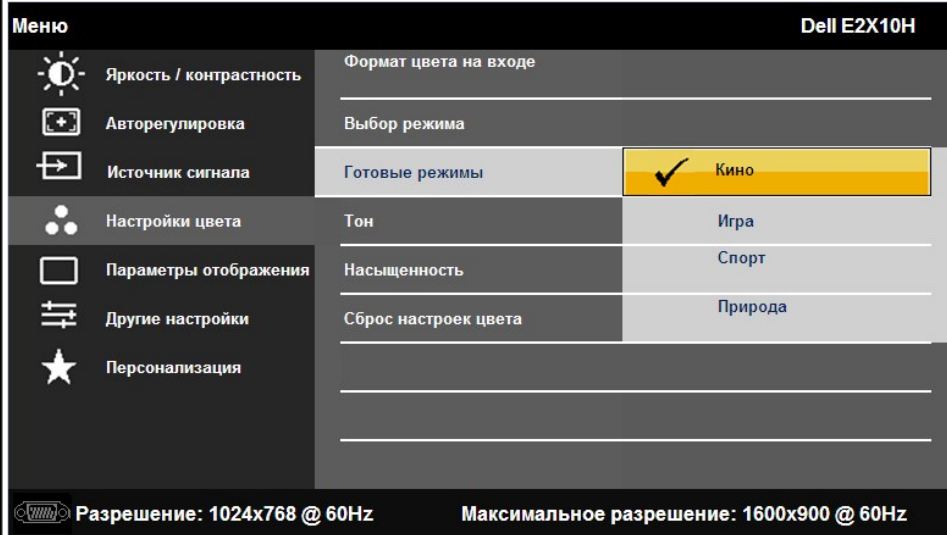 Меню Dell E2X10H
Яркость / контрастность Формат цвета на входе
Авторегулировка Выбор режима
Источник сигнала Готовые режимы Кино
Настройки цвета Тон Игра
Спорт
Параметры отображения Насыщенность
Природа
Другие настройки Сброс настроек цвета
Персонализация
Разрешение: 1024x768 @ 60Hz Максимальное разрешение: 1600x900 @ 60Hz